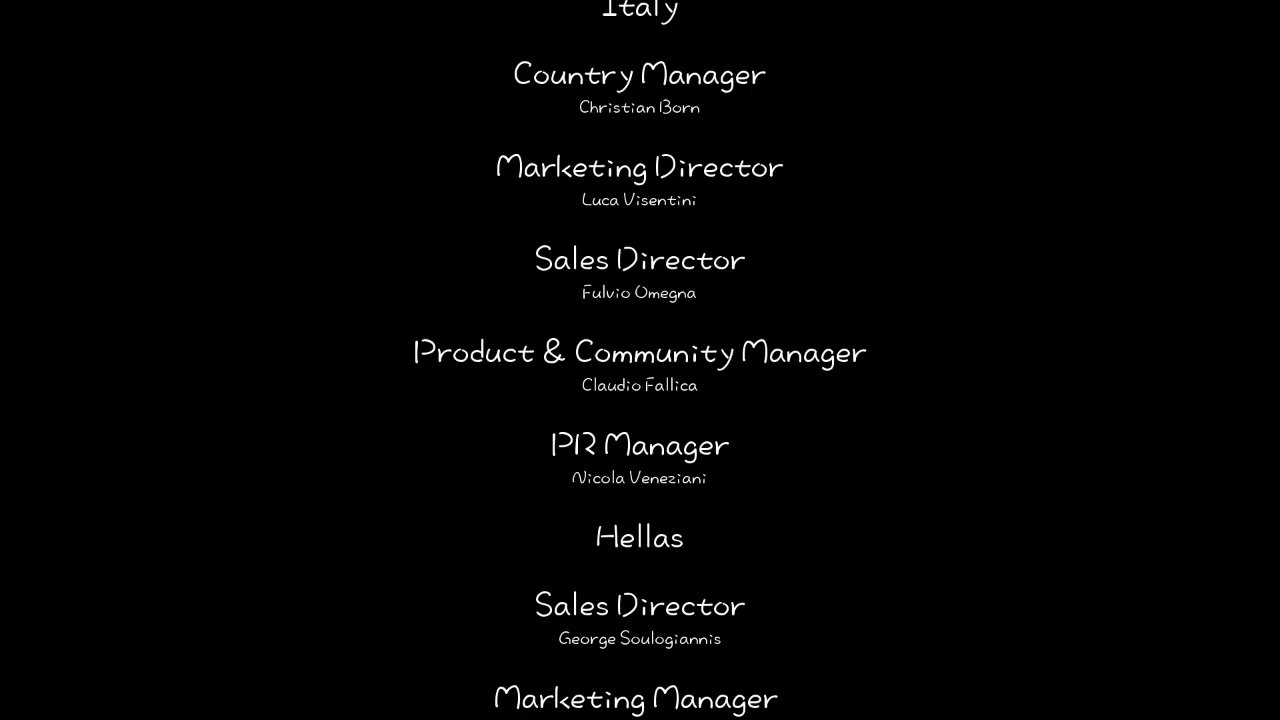 Italy
Country Manager
Christian Born
Marketing Director
Luca Visentini
Sales Director
Fulvio Omegna
Product & Community Manager
Claudio Fallica
PR Manager
Nicola Veneziani
Hellas
Sales Director
George Soulogiannis
Marketing Manager